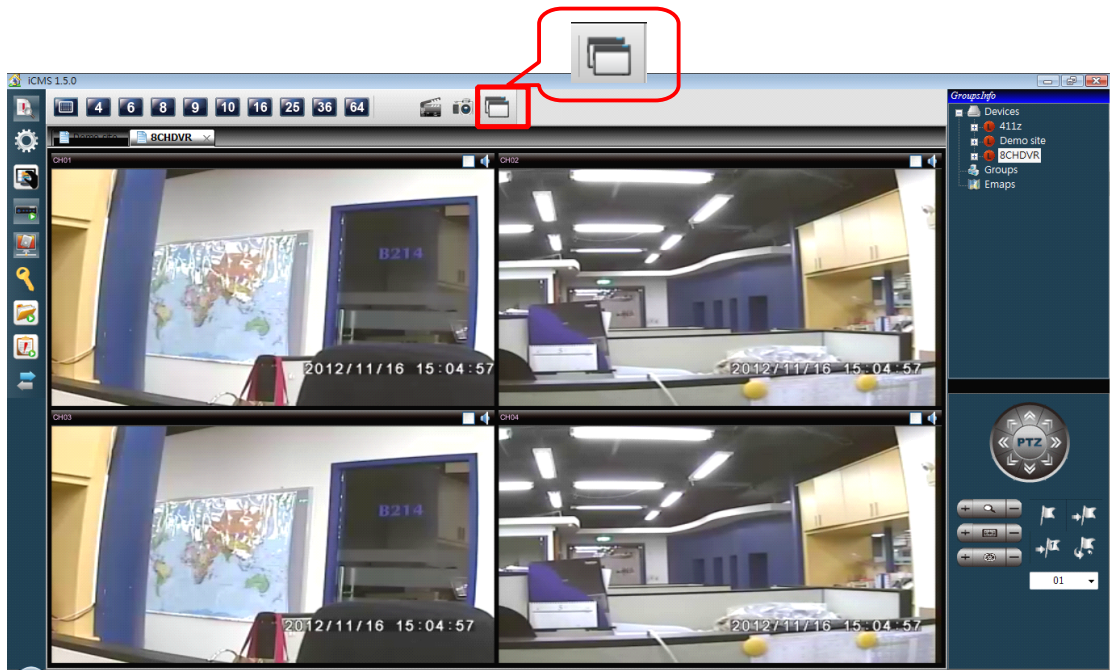 iCMS 1.5.0
4 6 8 9 10 16 25 36 64
GroupsInfo
Devices
411z
Demo site
8CHDVR
Groups
Emaps
Demo site
8CHDVR
CH01
B214
2012/11/16 15:04:57
CH02
2012/11/16 15:04:57
CH03
B214
2012/11/16 15:04:57
CH04
2012/11/16 15:04:57
PTZ
01